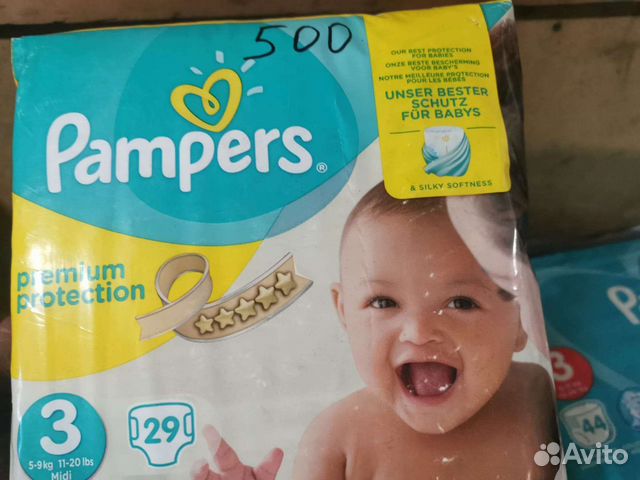 500
OUR BEST PROTECTION
FOR BABIES
ONZE BESTE BESCHERMING
VOOR BABY'S
NOTRE MEILLEURE PROTECTION
POUR LES BÉBÉS
UNSER BESTER
SCHUTZ
FÜR BABYS
& SILKY SOFTNESS
Pampers®
premium
protection
3
5-9kg 11-20 lbs
Midi
29
3
44
Avito